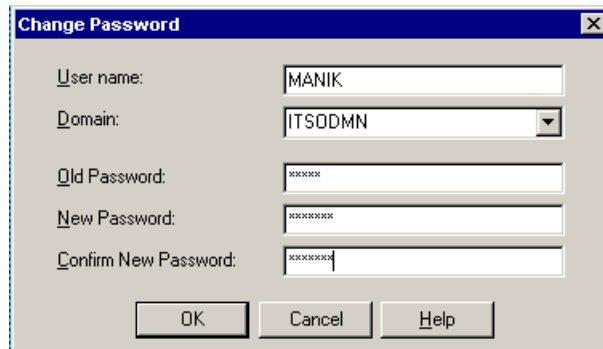 Change Password
User name: MANIK
Domain: ITSODMN
Old Password: *****
New Password: *******
Confirm New Password: *******
OK Cancel Help